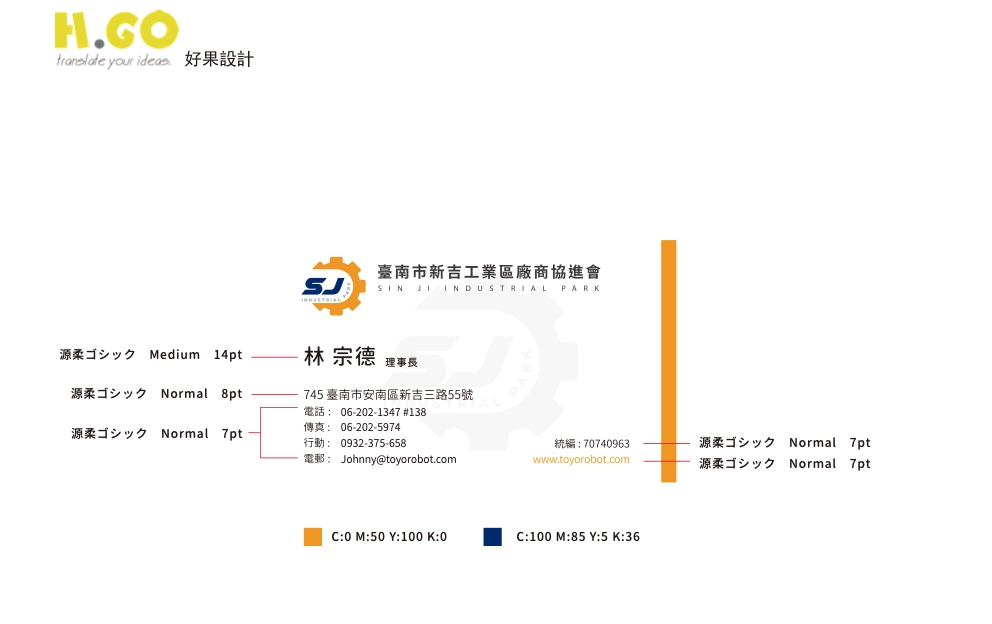 H.GO
translate your ideas.
好果設計
SJ
INDUSTRIAL PARK
臺南市新吉工業區廠商協進會
SIN JI INDUSTRIAL PARK
源柔ゴシック Medium 14pt
林 宗德 理事長
源柔ゴシック Normal 8pt
745 臺南市安南區新吉三路55號
源柔ゴシック Normal 7pt
電話： 06-202-1347 #138
傳真： 06-202-5974
行動： 0932-375-658
電郵： Johnny@toyorobot.com
SJ
INDUSTRIAL PARK
統編 : 70740963
源柔ゴシック Normal 7pt
www.toyorobot.com
源柔ゴシック Normal 7pt
C:0 M:50 Y:100 K:0
C:100 M:85 Y:5 K:36